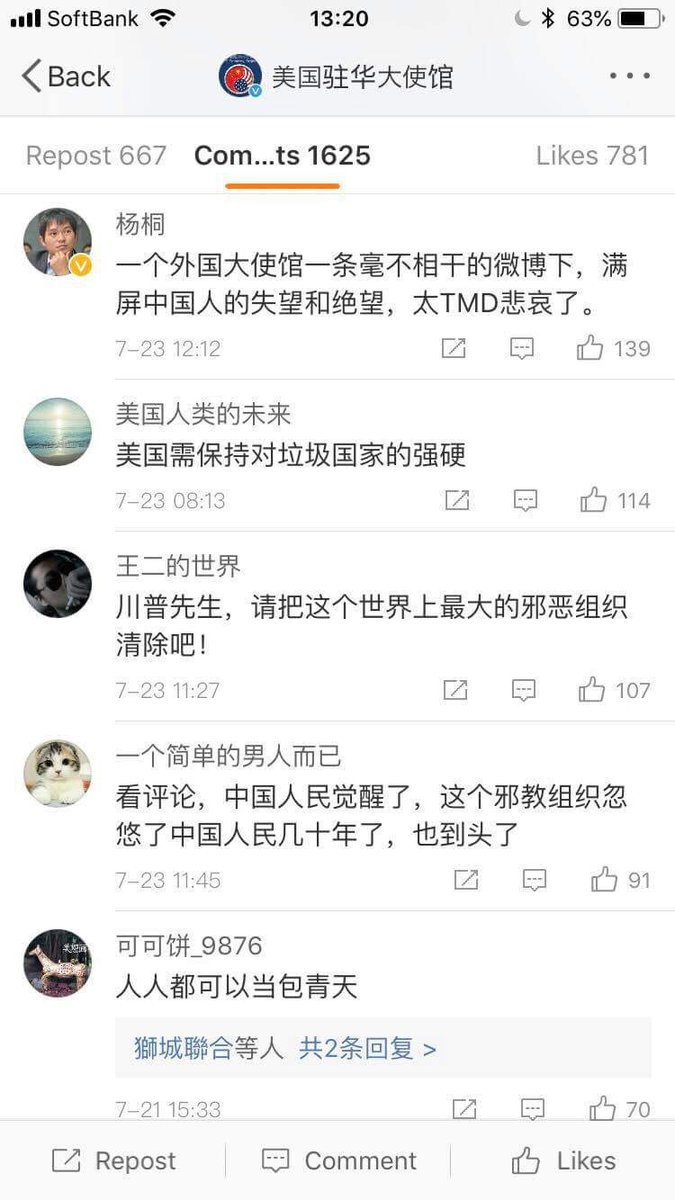 SoftBank 13:20 63%
Back 美国驻华大使馆
Repost 667 Com...ts 1625 Likes 781
杨桐
一个外国大使馆一条毫不相干的微博下，满
屏中国人的失望和绝望，太TMD悲哀了。
7-23 12:12 139
美国人类的未来
美国需保持对垃圾国家的强硬
7-23 08:13 114
王二的世界
川普先生，请把这个世界上最大的邪恶组织
清除吧！
7-23 11:27 107
一个简单的男人而已
看评论，中国人民觉醒了，这个邪教组织忽
悠了中国人民几十年了，也到头了
7-23 11:45 91
可可饼_9876
人人都可以当包青天
獅城聯合等人 共2条回复 >
7-21 15:33 70
Repost Comment Likes